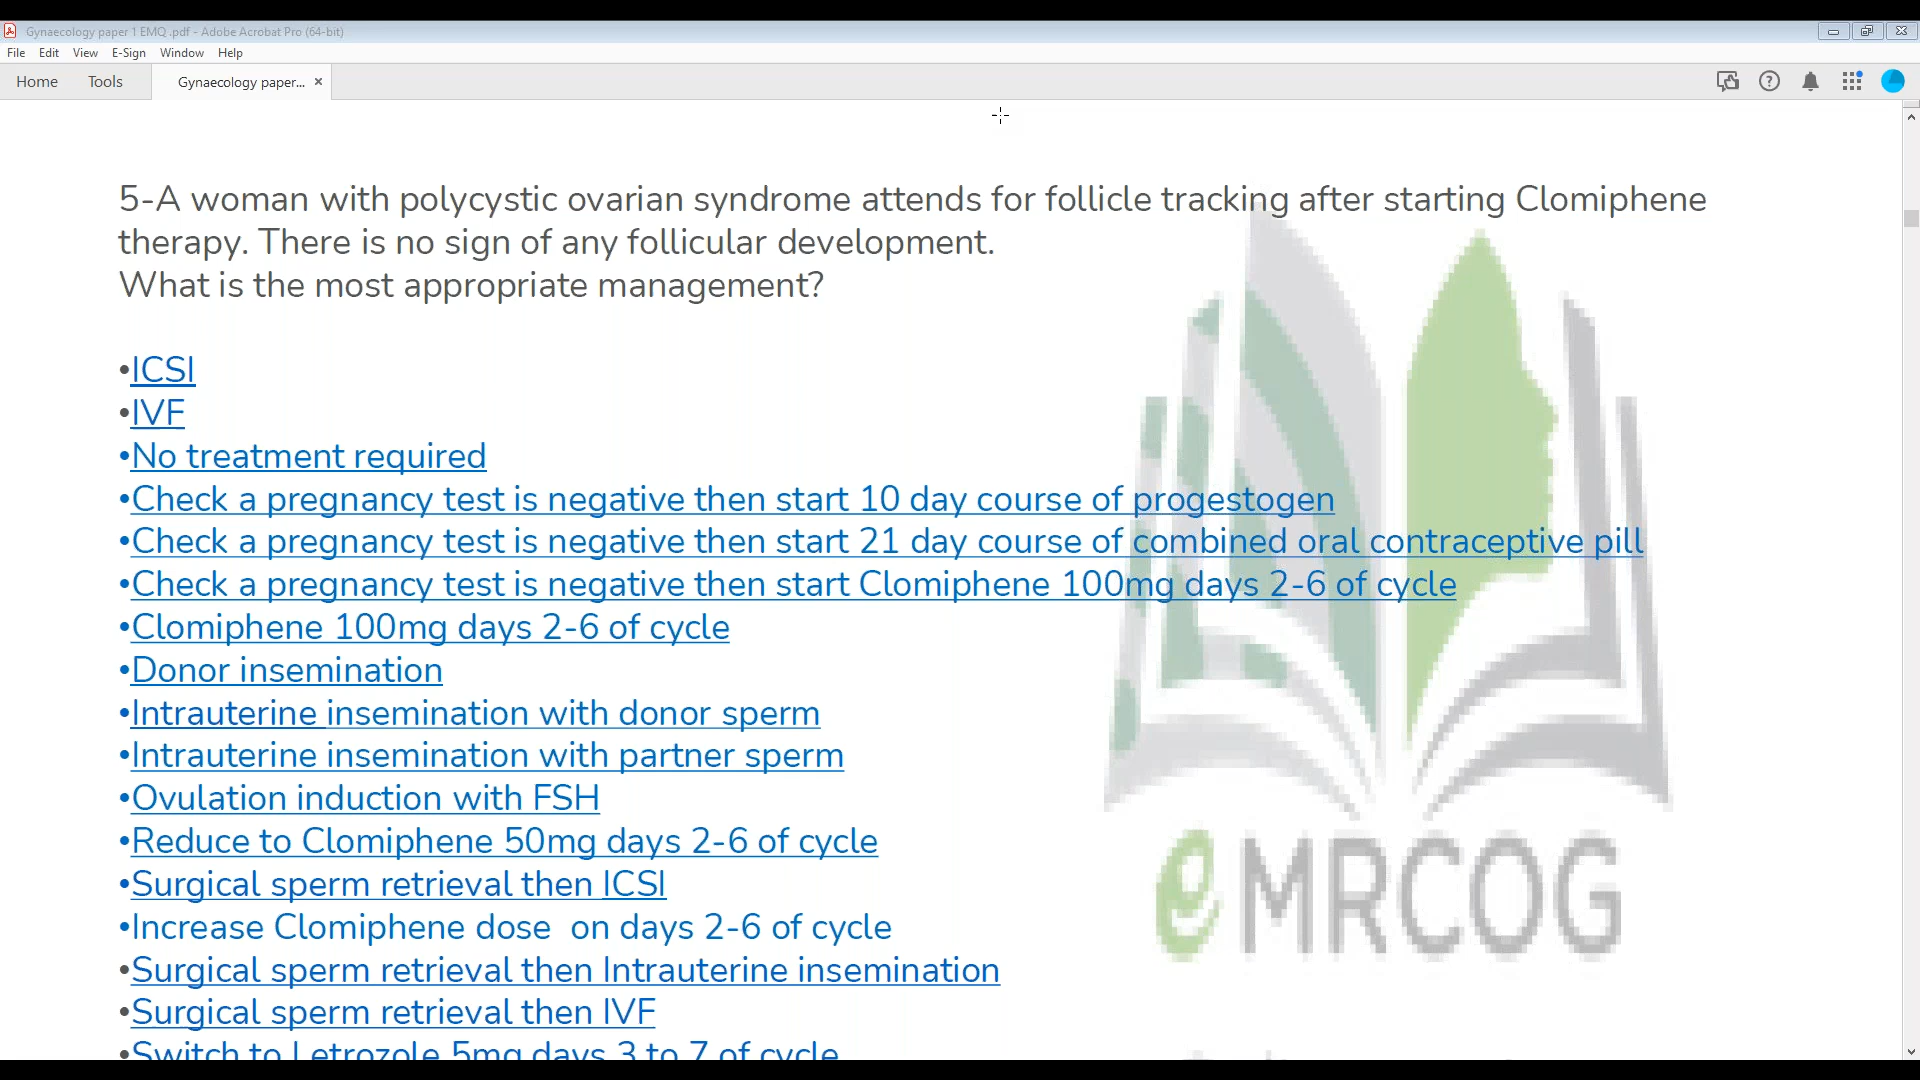 Gynaecology paper 1 EMQ .pdf - Adobe Acrobat Pro (64-bit)
File Edit View E-Sign Window Help
Home Tools Gynaecology paper... ×
5-A woman with polycystic ovarian syndrome attends for follicle tracking after starting Clomiphene
therapy. There is no sign of any follicular development.
What is the most appropriate management?
•ICSI
•IVF
•No treatment required
•Check a pregnancy test is negative then start 10 day course of progestogen
•Check a pregnancy test is negative then start 21 day course of combined oral contraceptive pill
•Check a pregnancy test is negative then start Clomiphene 100mg days 2-6 of cycle
•Clomiphene 100mg days 2-6 of cycle
•Donor insemination
•Intrauterine insemination with donor sperm
•Intrauterine insemination with partner sperm
•Ovulation induction with FSH
•Reduce to Clomiphene 50mg days 2-6 of cycle
•Surgical sperm retrieval then ICSI
•Increase Clomiphene dose  on days 2-6 of cycle
•Surgical sperm retrieval then Intrauterine insemination
•Surgical sperm retrieval then IVF
•Switch to Letrozole 5mg days 3 to 7 of cycle
eMRCOG